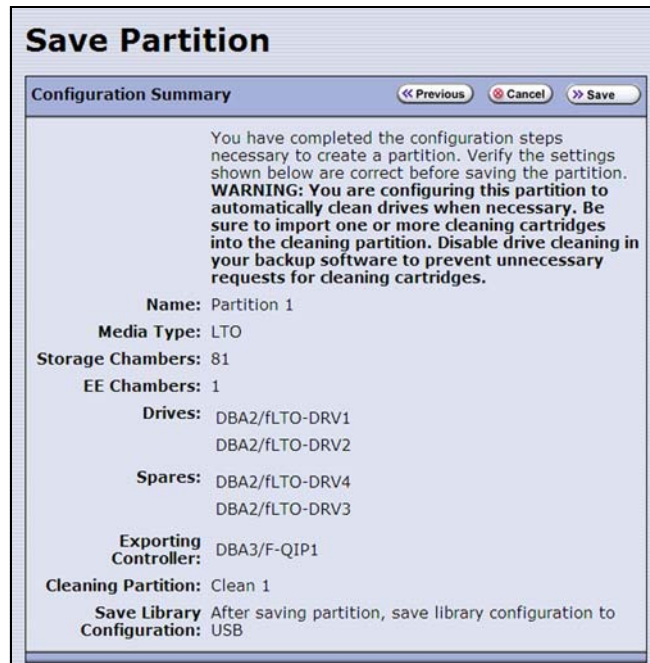 Save Partition
Configuration Summary
Previous
Cancel
Save
You have completed the configuration steps
necessary to create a partition. Verify the settings
shown below are correct before saving the partition.
WARNING: You are configuring this partition to
automatically clean drives when necessary. Be
sure to import one or more cleaning cartridges
into the cleaning partition. Disable drive cleaning in
your backup software to prevent unnecessary
requests for cleaning cartridges.
Name: Partition 1
Media Type: LTO
Storage Chambers: 81
EE Chambers: 1
Drives: DBA2/fLTO-DRV1
DBA2/fLTO-DRV2
Spares: DBA2/fLTO-DRV4
DBA2/fLTO-DRV3
Exporting
Controller: DBA3/F-QIP1
Cleaning Partition: Clean 1
Save Library After saving partition, save library configuration to
Configuration: USB